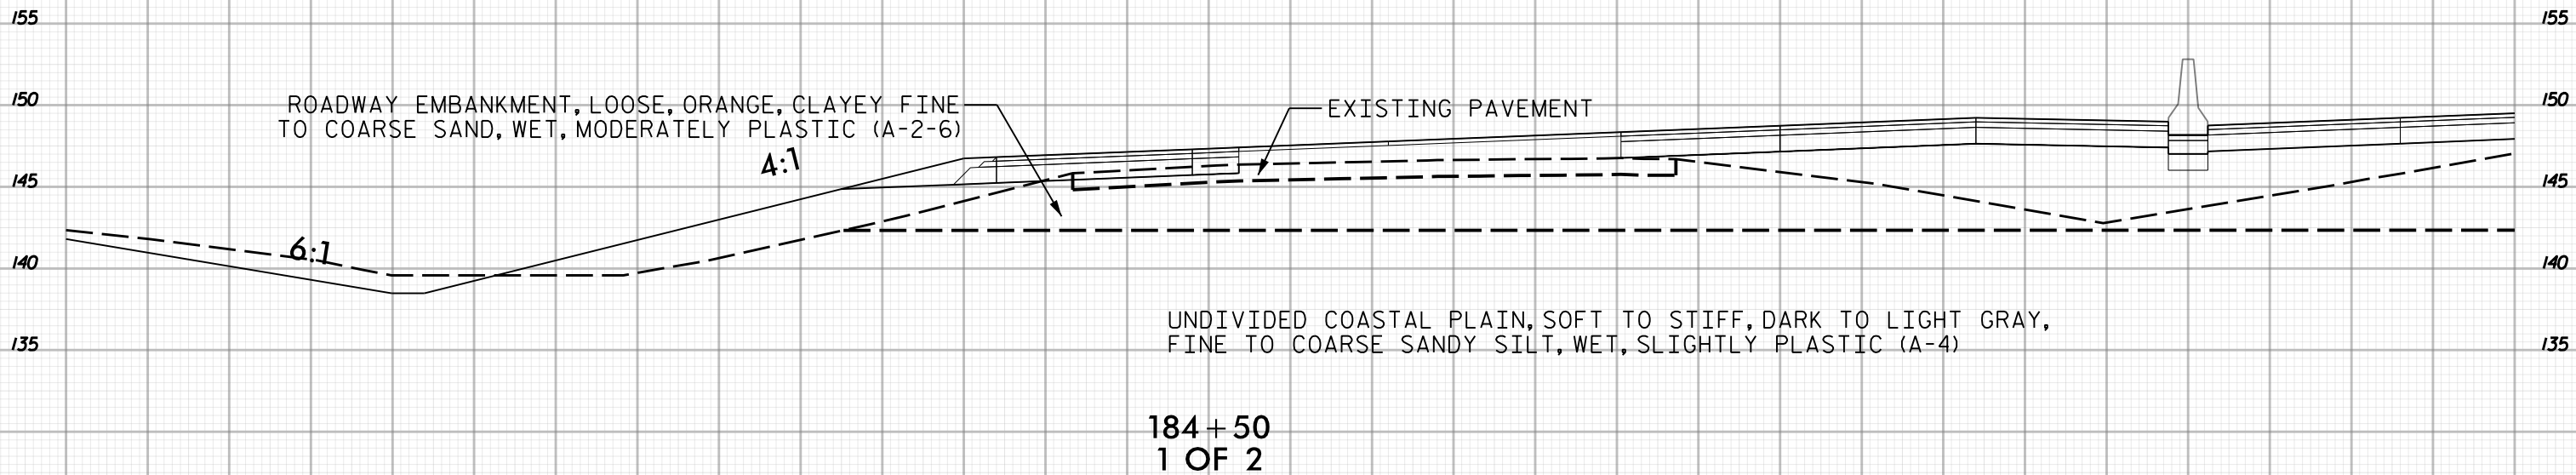 155 155
150 150
ROADWAY EMBANKMENT, LOOSE, ORANGE, CLAYEY FINE
TO COARSE SAND, WET, MODERATELY PLASTIC (A-2-6)
EXISTING PAVEMENT
4:1
145 145
6:1
140 140
UNDIVIDED COASTAL PLAIN, SOFT TO STIFF, DARK TO LIGHT GRAY,
FINE TO COARSE SANDY SILT, WET, SLIGHTLY PLASTIC (A-4)
135 135
184+50
1 OF 2